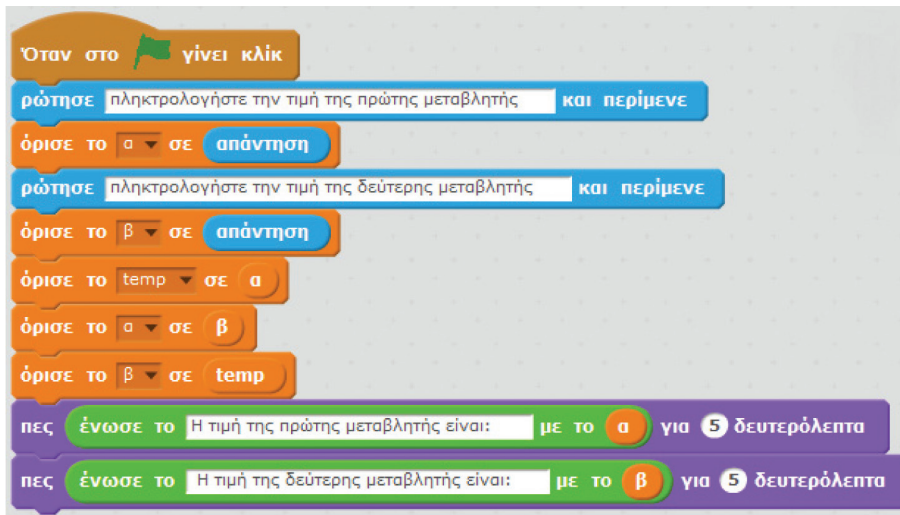 Όταν στο γίνει κλίκ
ρώτησε πληκτρολογήστε την τιμή της πρώτης μεταβλητής και περίμενε
όρισε το α σε απάντηση
ρώτησε πληκτρολογήστε την τιμή της δεύτερης μεταβλητής και περίμενε
όρισε το β σε απάντηση
όρισε το temp σε α
όρισε το α σε β
όρισε το β σε temp
πες ένωσε το Η τιμή της πρώτης μεταβλητής είναι: με το α για 5 δευτερόλεπτα
πες ένωσε το Η τιμή της δεύτερης μεταβλητής είναι: με το β για 5 δευτερόλεπτα